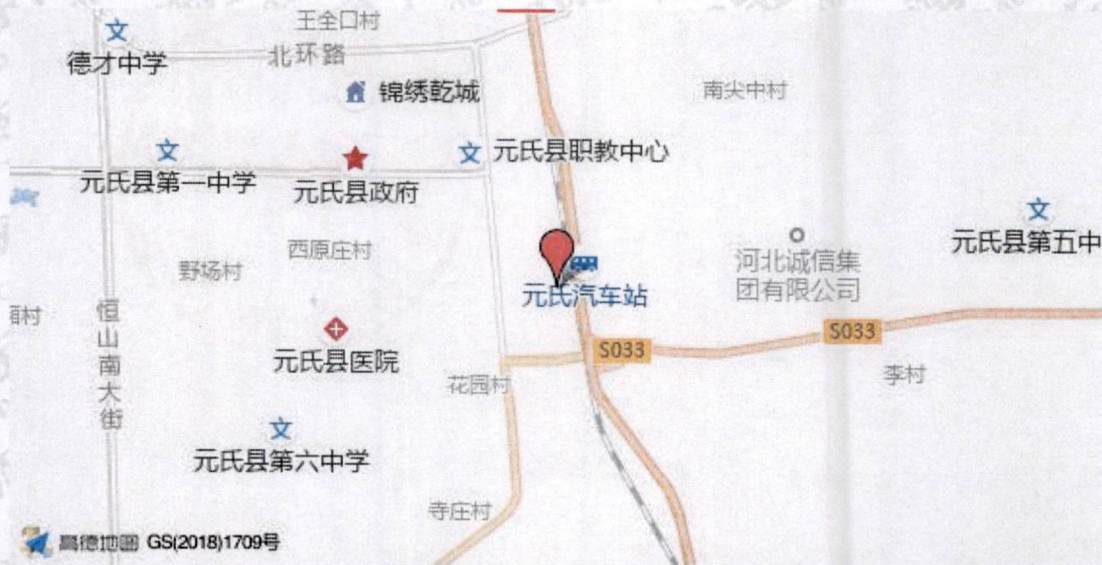 王全口村
德才中学
北环路
锦绣乾城
南尖中村
元氏县职教中心
元氏县第一中学
元氏县政府
西原庄村
野场村
元氏县第五中
河北诚信集
团有限公司
元氏汽车站
恒山南大街
S033
S033
元氏县医院
花园村
李村
元氏县第六中学
寺庄村
高德地图 GS(2018)1709号